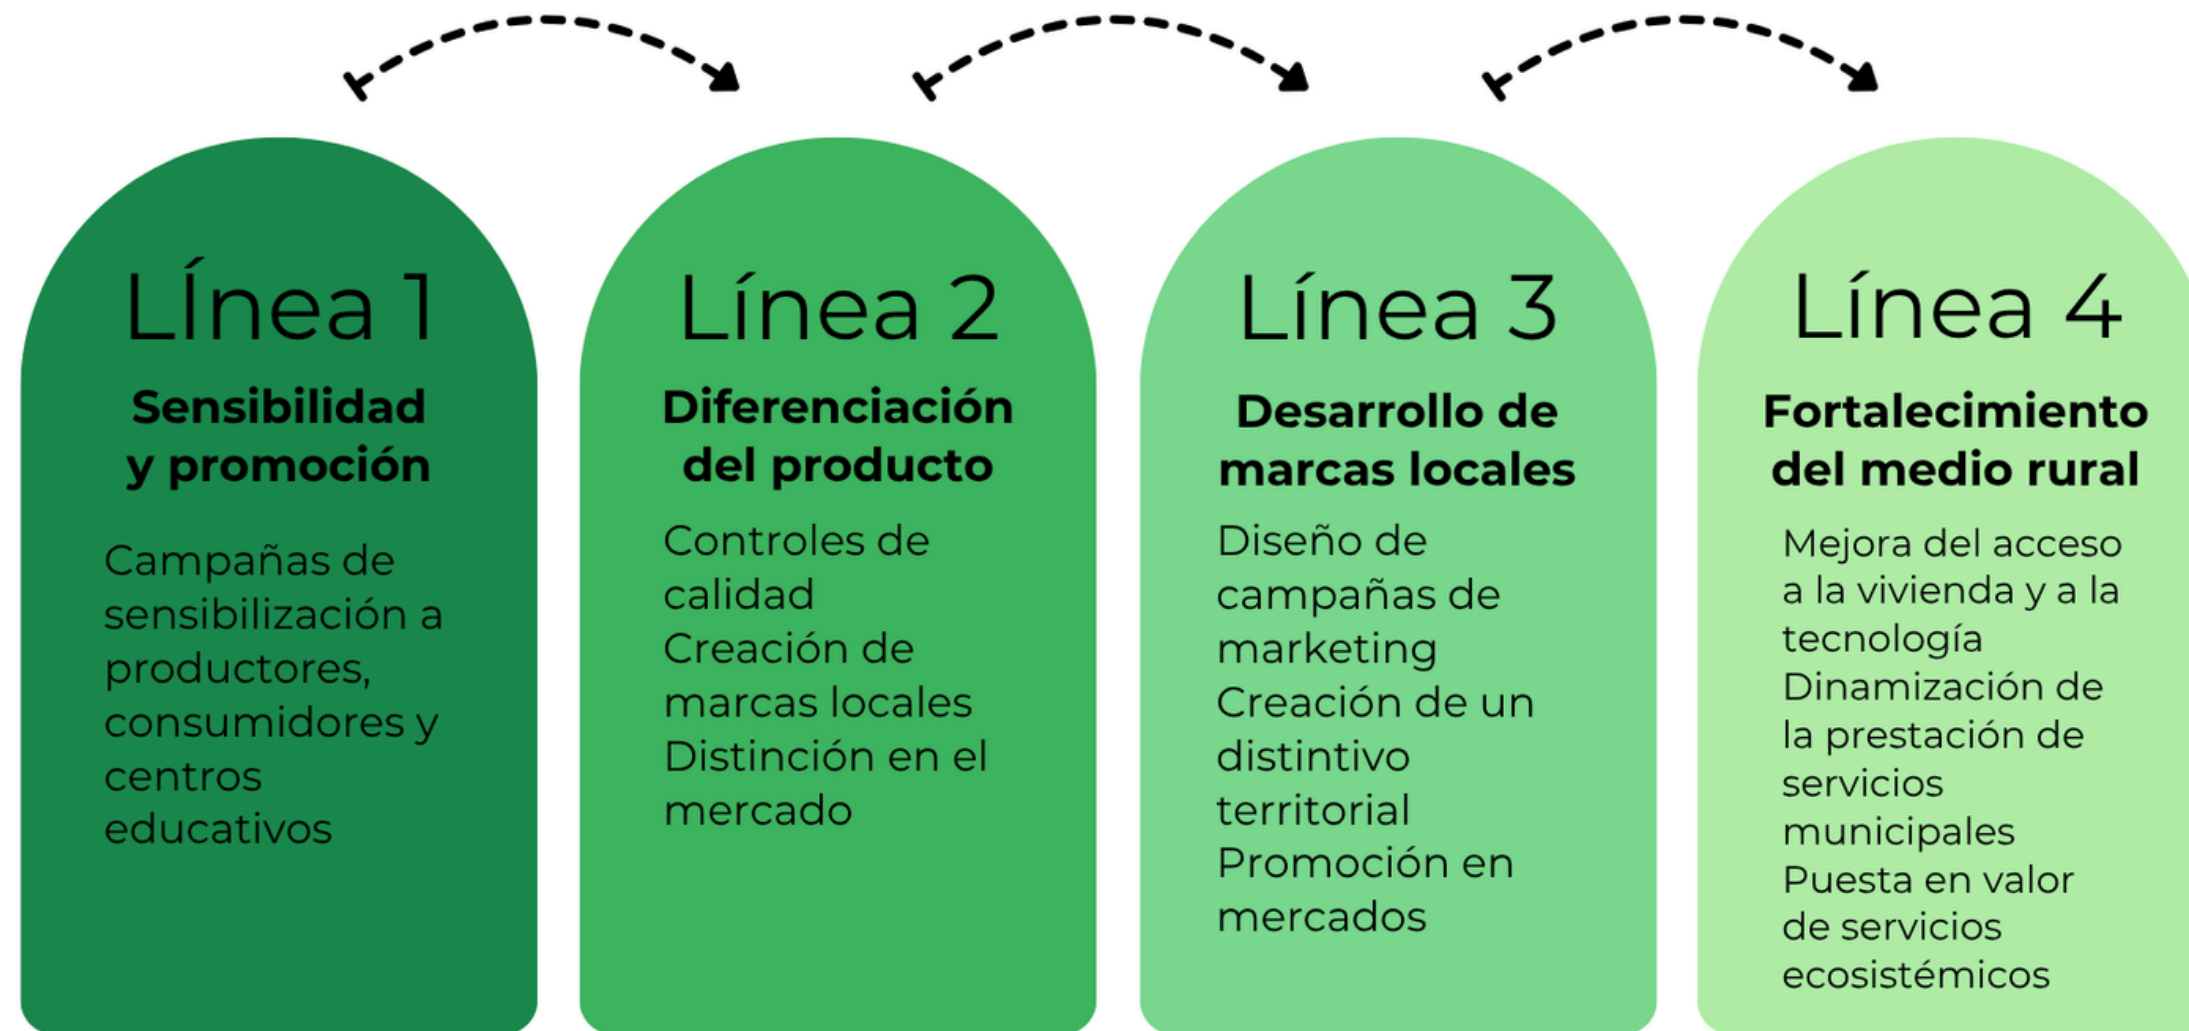 LÍnea 1
Sensibilidad
y promoción
Campañas de
sensibilización a
productores,
consumidores y
centros
educativos
Línea 2
Diferenciación
del producto
Controles de
calidad
Creación de
marcas locales
Distinción en el
mercado
Línea 3
Desarrollo de
marcas locales
Diseño de
campañas de
marketing
Creación de un
distintivo
territorial
Promoción en
mercados
Línea 4
Fortalecimiento
del medio rural
Mejora del acceso
a la vivienda y a la
tecnología
Dinamización de
la prestación de
servicios
municipales
Puesta en valor
de servicios
ecosistémicos